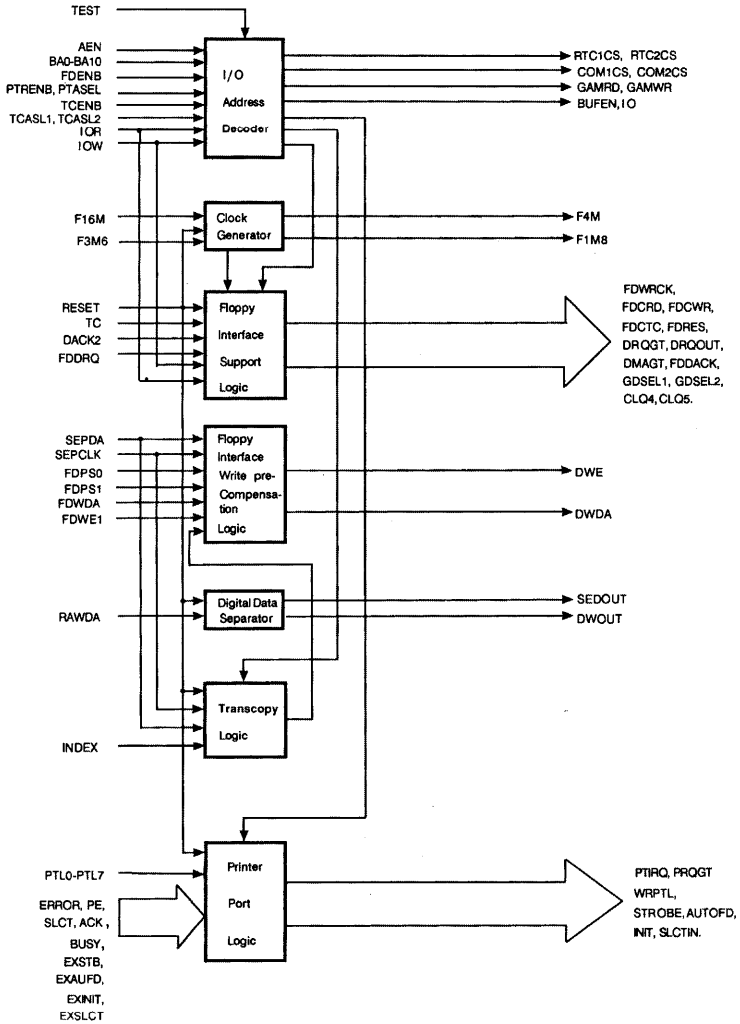 TEST
AEN
BA0-BA10
FDENB
PTRENB, PTASEL
TCENB
TCASL1, TCASL2
IOR
IOW
I/O
Address
Decoder
RTC1CS, RTC2CS
COM1CS, COM2CS
GAMRD, GAMWR
BUFEN, IO
F16M
F3M6
Clock
Generator
F4M
F1M8
RESET
TC
DACK2
FDDRQ
Floppy
Interface
Support
Logic
FDWRCK,
FDCRD, FDCWR,
FDCTC, FDRES,
DRQGT, DRQOUT,
DMAGT, FDDACK,
GDSEL1, GDSEL2,
CLQ4, CLQ5.
SEPDA
SEPCLK
FDPS0
FDPS1
FDWDA
FDWE1
Floppy
Interface
Write pre-
Compensa-
tion
Logic
DWE
DWDA
RAWDA
Digital Data
Separator
SEDOUT
DWOUT
INDEX
Transcopy
Logic
PTL0-PTL7
ERROR, PE,
SLCT, ACK,
BUSY,
EXSTB,
EXAUFD,
EXINIT,
EXSLCT
Printer
Port
Logic
PTIRQ, PRQGT
WRPTL,
STROBE, AUTOFD,
INIT, SLCTIN.